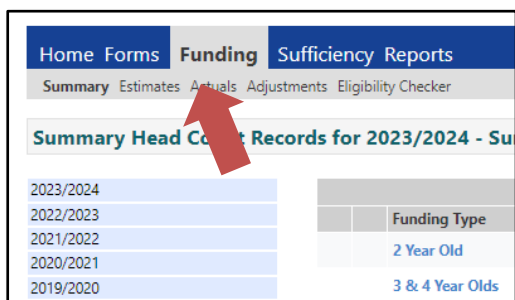 Home Forms Funding Sufficiency Reports
Summary Estimates Actuals Adjustments Eligibility Checker
Summary Head Records for 2023/2024 -
2023/2024
2022/2023
Funding Type
2021/2022
2 Year Old
2020/2021
2019/2020
3 & 4 Year Olds